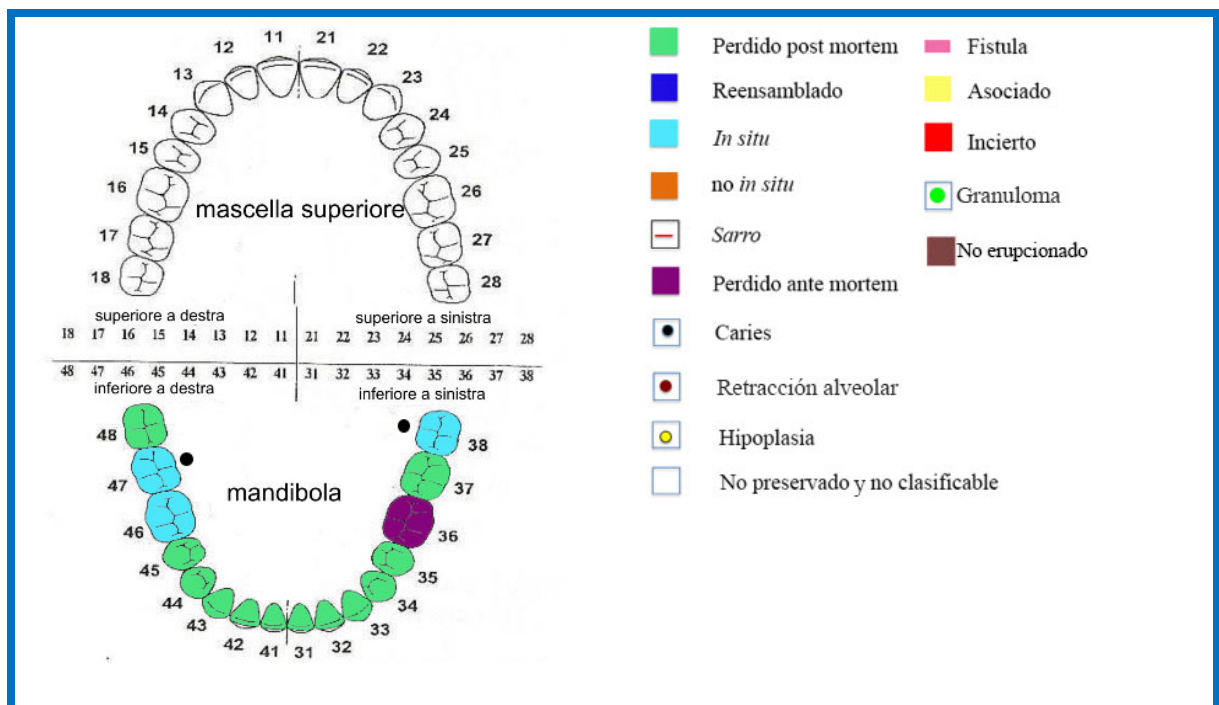 11 21
12 22
13 23
14 24
15 25
16 26
mascella superiore
17 27
18 28
superiore a destra superiore a sinistra
18 17 16 15 14 13 12 11 21 22 23 24 25 26 27 28
48 47 46 45 44 43 42 41 31 32 33 34 35 36 37 38
inferiore a destra inferiore a sinistra
48 38
47 37
mandibola
46 36
45 35
44 34
43 33
42 41 31 32
Perdido post mortem
Reensamblado
In situ
no in situ
Sarro
Perdido ante mortem
Caries
Retracción alveolar
Hipoplasia
No preservado y no clasificable
Fistula
Asociado
Incierto
Granuloma
No erupcionado